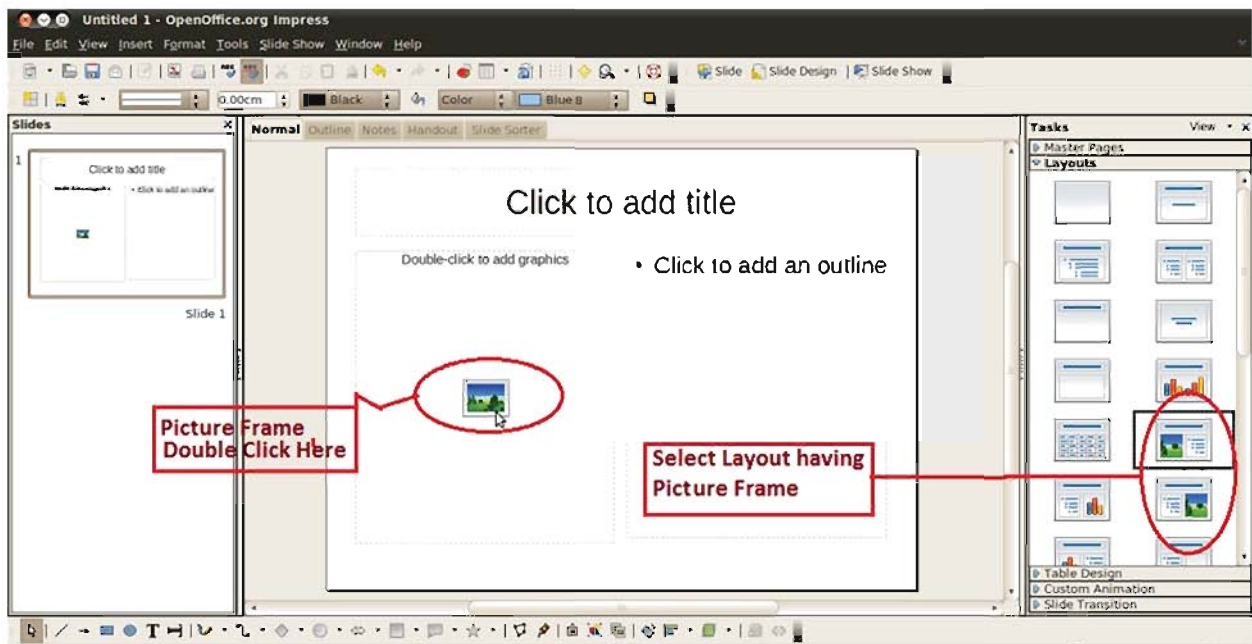 Untitled 1 - OpenOffice.org Impress
File Edit View Insert Format Tools Slide Show Window Help
Slide Slide Design Slide Show
0.00cm Black Color Blue 8
Slides x
Normal Outline Notes Handout Slide Sorter
Tasks View x
1
Click to add title
• Click to add an outline
Slide 1
Click to add title
Double-click to add graphics
• Click to add an outline
Picture Frame
Double Click Here
Select Layout having
Picture Frame
Master Pages
Layouts
Table Design
Custom Animation
Slide Transition